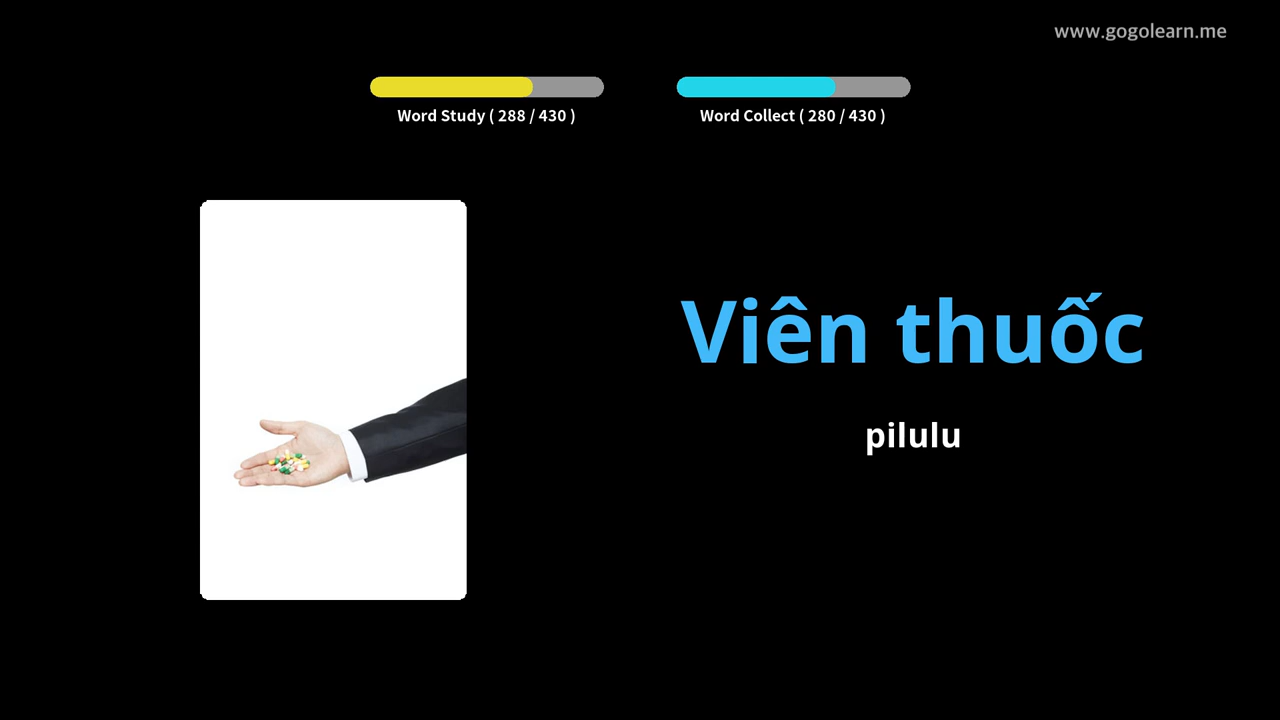 www.gogolearn.me
Word Study ( 288 / 430 )
Word Collect ( 280 / 430 )
Viên thuốc
pilulu